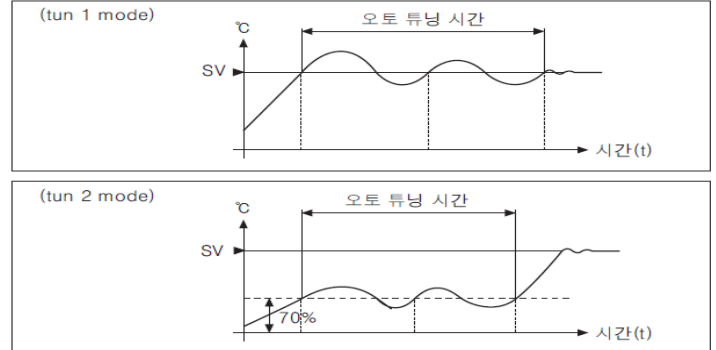 (tun 1 mode)
℃
오토 튜닝 시간
SV
시간(t)
(tun 2 mode)
℃
오토 튜닝 시간
SV
70%
시간(t)